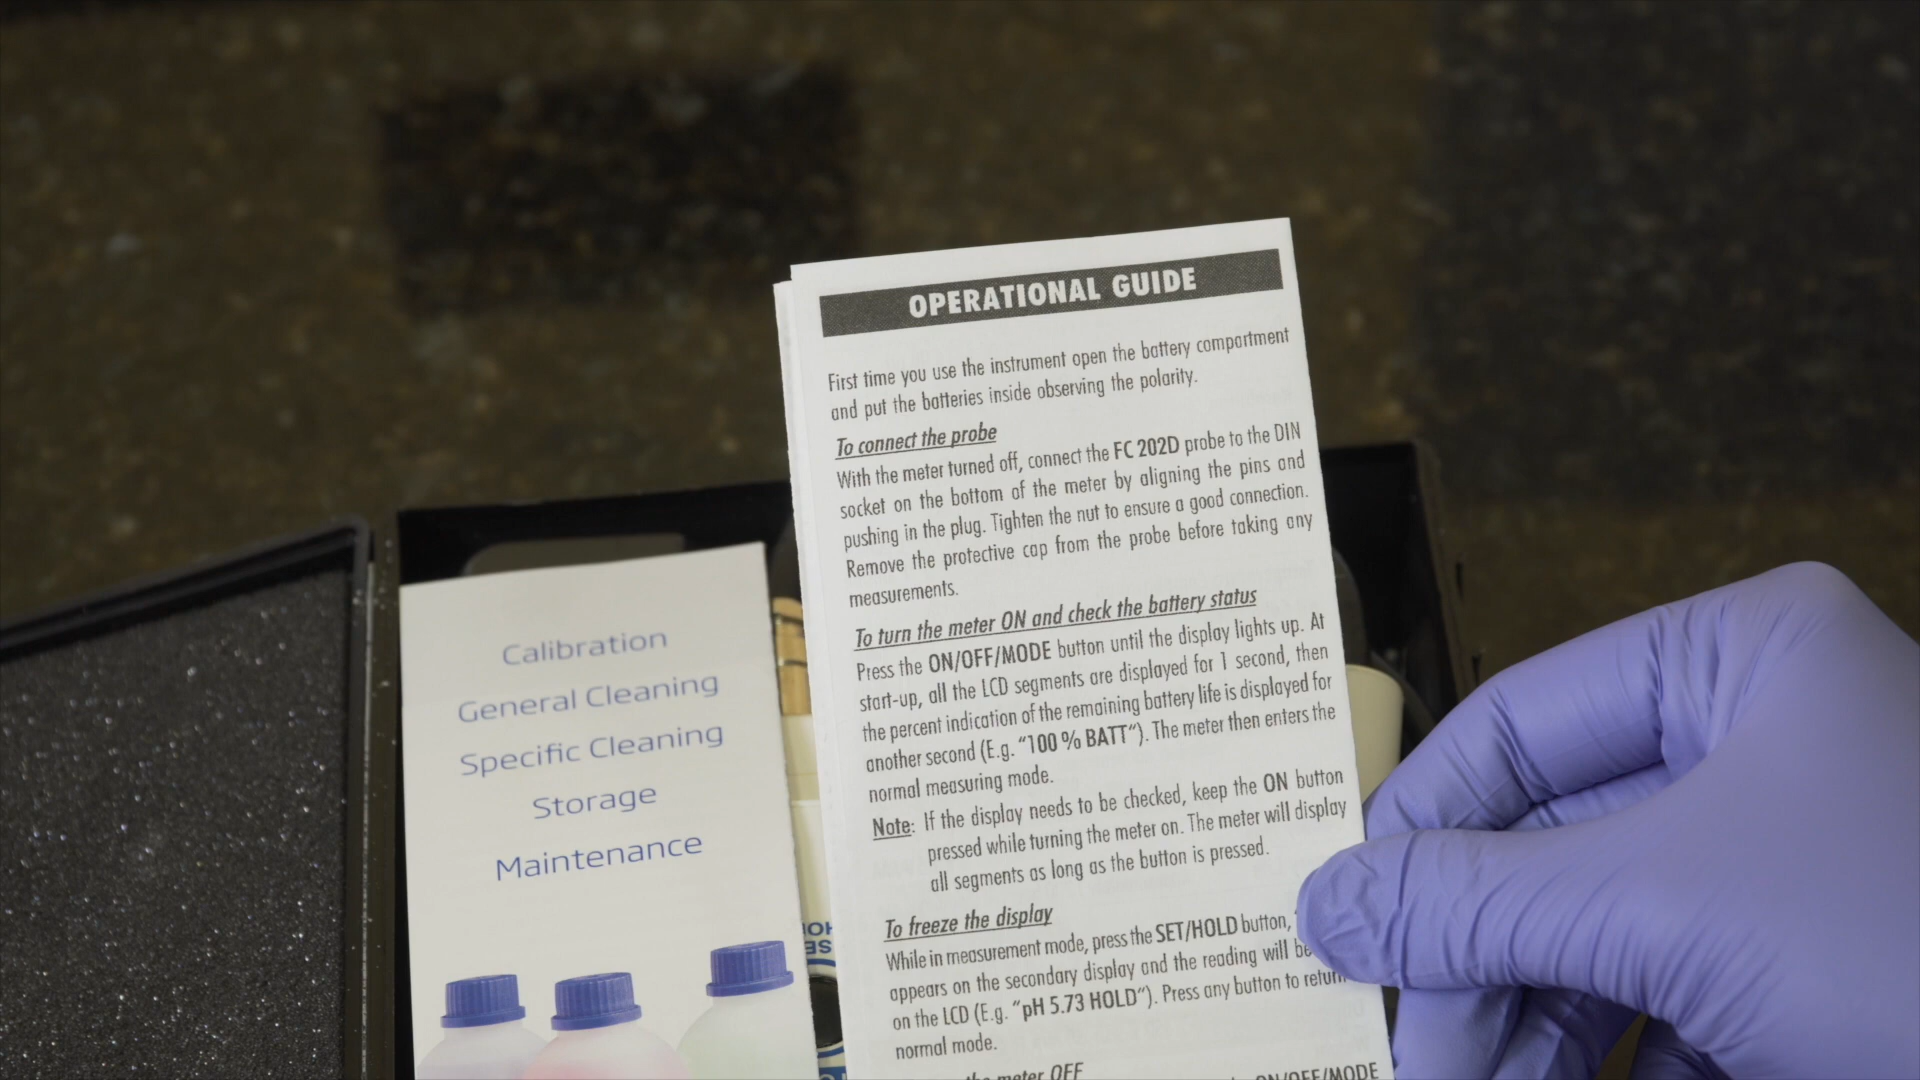 OPERATIONAL GUIDE
First time you use the instrument open the battery compartment
and put the batteries inside observing the polarity.
To connect the probe
With the meter turned off, connect the FC 202D probe to the DIN
socket on the bottom of the meter by aligning the pins and
pushing in the plug. Tighten the nut to ensure a good connection.
Remove the protective cap from the probe before taking any
measurements.
To turn the meter ON and check the battery status
Press the ON/OFF/MODE button until the display lights up. At
start-up, all the LCD segments are displayed for 1 second, then
the percent indication of the remaining battery life is displayed for
another second (E.g. “100 % BATT”). The meter then enters the
normal measuring mode.
Note: If the display needs to be checked, keep the ON button
pressed while turning the meter on. The meter will display
all segments as long as the button is pressed.
To freeze the display
While in measurement mode, press the SET/HOLD button,
appears on the secondary display and the reading will be
on the LCD (E.g. “pH 5.73 HOLD”). Press any button to return
normal mode.
the meter OFF
ON/OFF/MODE
Calibration
General Cleaning
Specific Cleaning
Storage
Maintenance